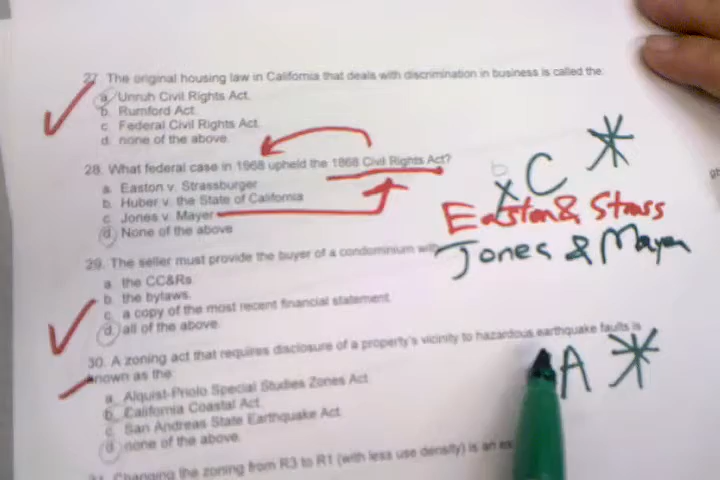 27. The original housing law in California that deals with discrimination in business is called the:
a. Unruh Civil Rights Act.
b. Rumford Act.
c. Federal Civil Rights Act.
d. none of the above.
28. What federal case in 1968 upheld the 1868 Civil Rights Act?
a. Easton v. Strassburger
b. Huber v. the State of California
c. Jones v. Mayer
d. None of the above
C *
x Easton & Strass
Jones & Mayer
29. The seller must provide the buyer of a condominium with
a. the CC&Rs.
b. the bylaws.
c. a copy of the most recent financial statement.
d. all of the above.
30. A zoning act that requires disclosure of a property's vicinity to hazardous earthquake faults is
known as the:
a. Alquist-Priolo Special Studies Zones Act
b. California Coastal Act.
c. San Andreas State Earthquake Act
d. none of the above.
A *
31. Changing the zoning from R3 to R1 (with less use density) is an